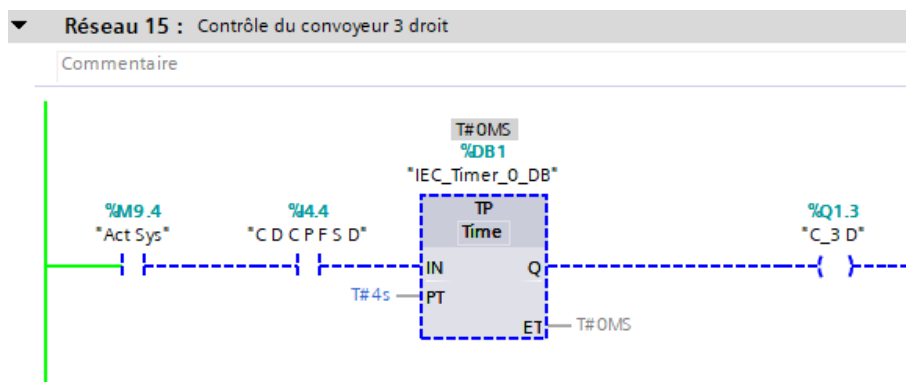 Réseau 15 : Contrôle du convoyeur 3 droit
Commentaire
T#0MS
%DB1
"IEC_Timer_0_DB"
%M9.4 %I4.4 TP %Q1.3
"Act Sys" "C D C P F S D" Time "C_3 D"
IN Q
T#4s PT
ET T#0MS